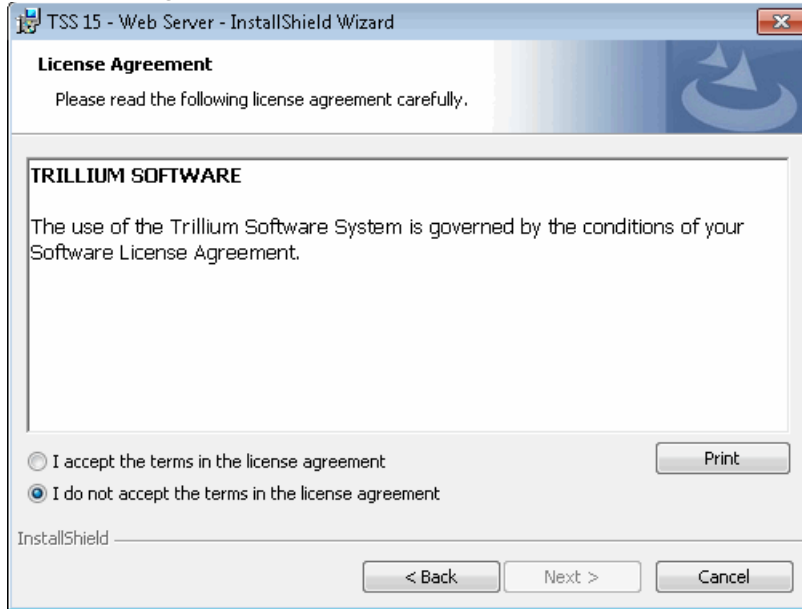 TSS 15 - Web Server - InstallShield Wizard
License Agreement
Please read the following license agreement carefully.
TRILLIUM SOFTWARE
The use of the Trillium Software System is governed by the conditions of your
Software License Agreement.
I accept the terms in the license agreement
Print
I do not accept the terms in the license agreement
InstallShield
< Back
Next >
Cancel